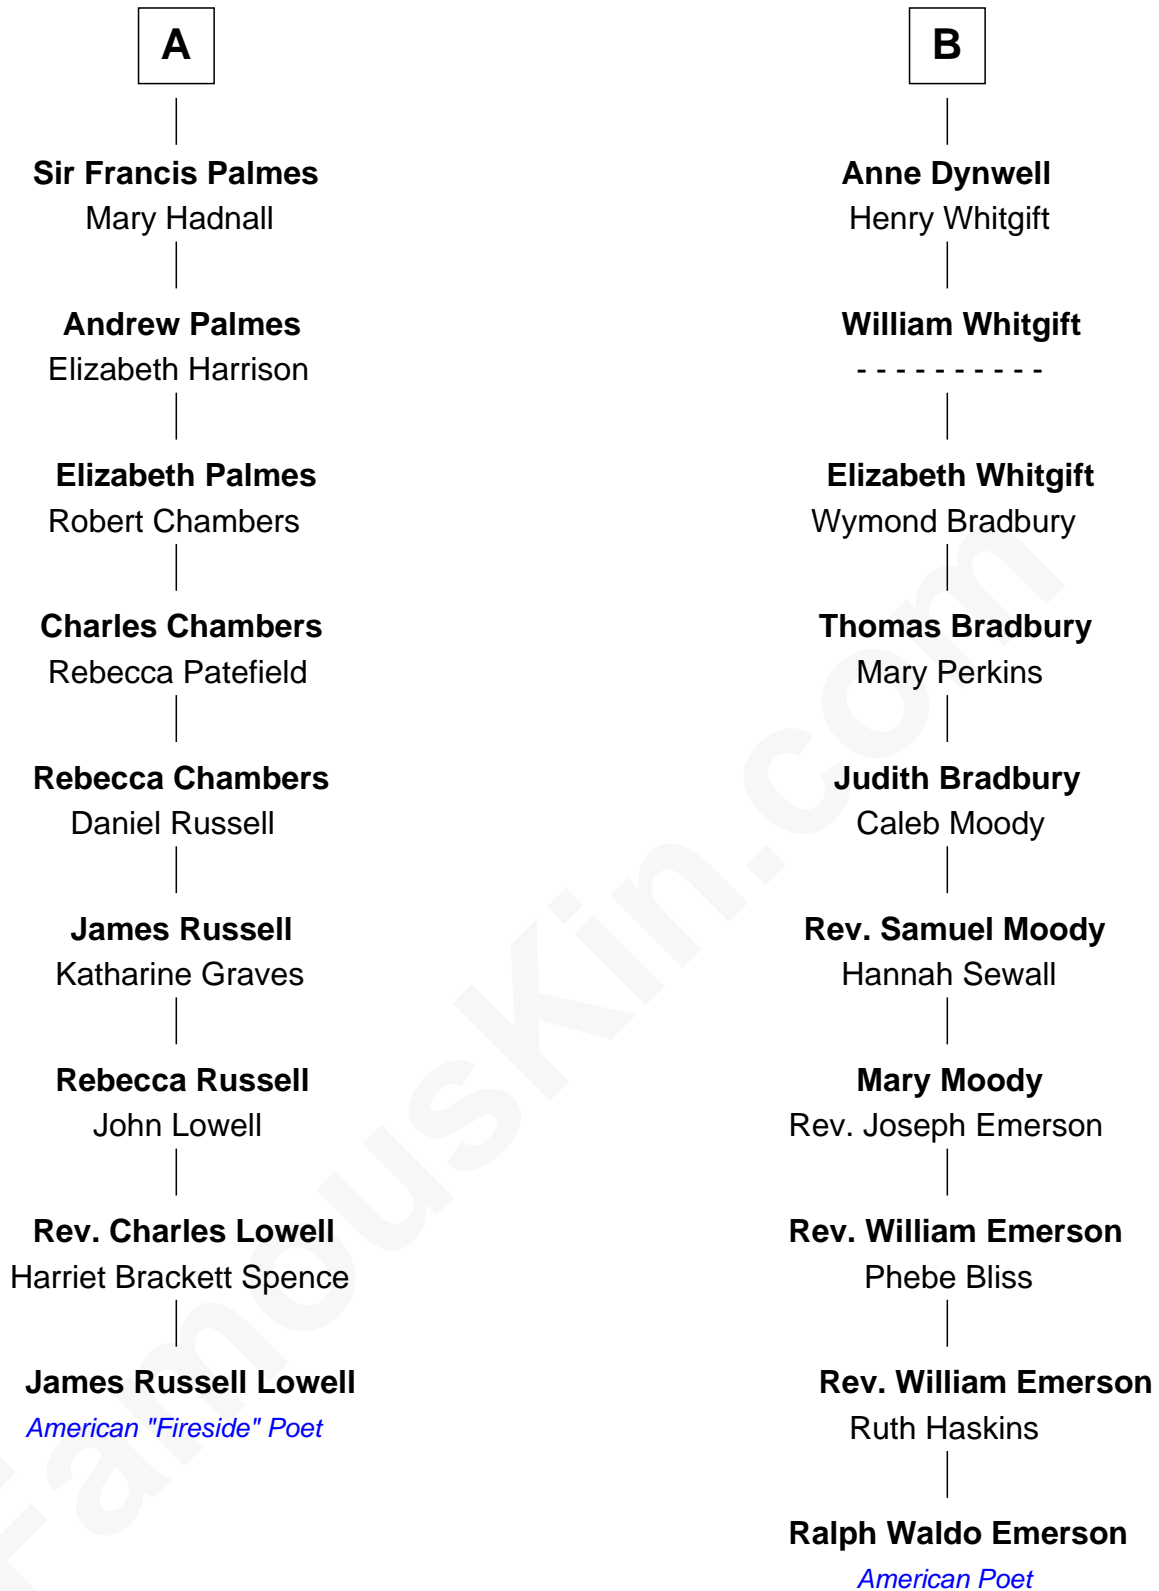 A
Sir Francis Palmes
Mary Hadnall
Andrew Palmes
Elizabeth Harrison
Elizabeth Palmes
Robert Chambers
Charles Chambers
Rebecca Patefield
Rebecca Chambers
Daniel Russell
James Russell
Katharine Graves
Rebecca Russell
John Lowell
Rev. Charles Lowell
Harriet Brackett Spence
James Russell Lowell
American "Fireside" Poet
B
Anne Dynwell
Henry Whitgift
William Whitgift
- - - - - - - - - -
Elizabeth Whitgift
Wymond Bradbury
Thomas Bradbury
Mary Perkins
Judith Bradbury
Caleb Moody
Rev. Samuel Moody
Hannah Sewall
Mary Moody
Rev. Joseph Emerson
Rev. William Emerson
Phebe Bliss
Rev. William Emerson
Ruth Haskins
Ralph Waldo Emerson
American Poet
FamousKin.com